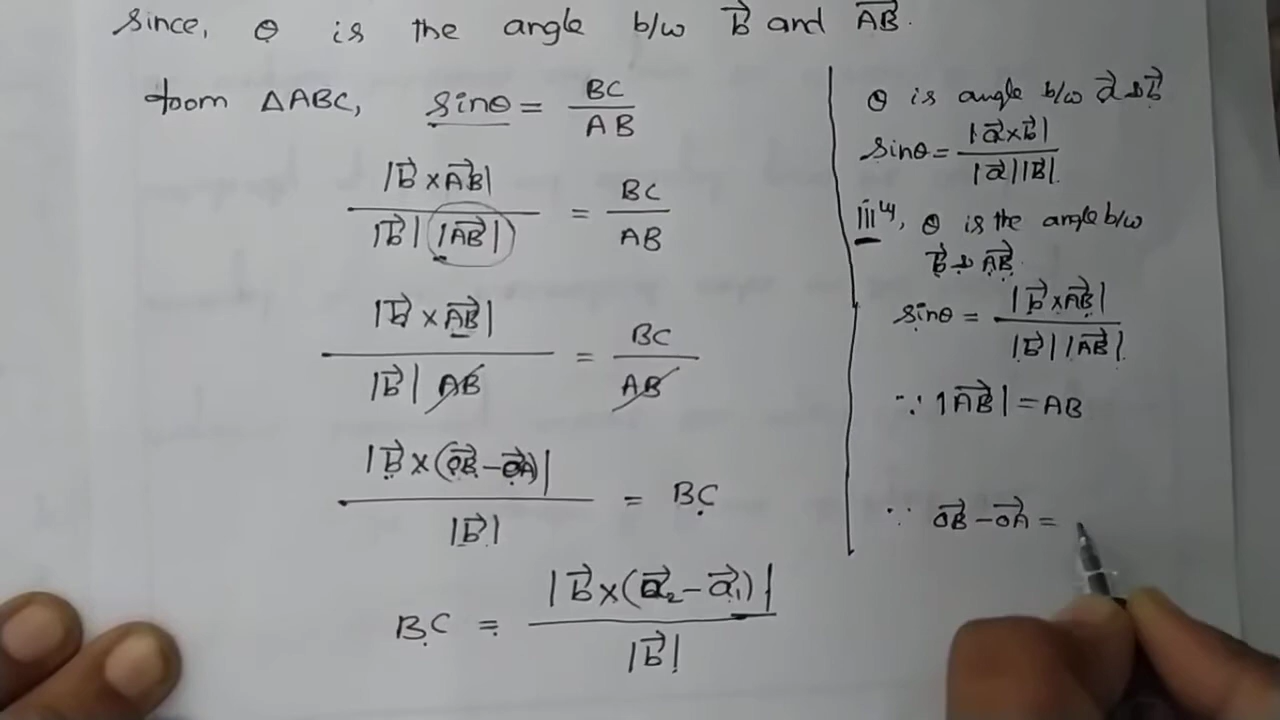 Since, θ is the angle b/w b⃗ and AB⃗.
from ΔABC, sinθ = BC / AB
|b⃗ × AB⃗| / |b⃗| |AB⃗| = BC / AB
|b⃗ × AB⃗| / |b⃗| AB = BC / AB
|b⃗ × (OB⃗ – OA⃗)| / |b⃗| = BC
BC = |b⃗ × (a⃗₂ – a⃗₁)| / |b⃗|
θ is angle b/w a⃗ & b⃗
sinθ = |a⃗ × b⃗| / |a⃗| |b⃗|
|||ly, θ is the angle b/w
b⃗ & AB⃗.
sinθ = |b⃗ × AB⃗| / |b⃗| |AB⃗|.
∵ |AB⃗| = AB
∵ OB⃗ – OA⃗ =